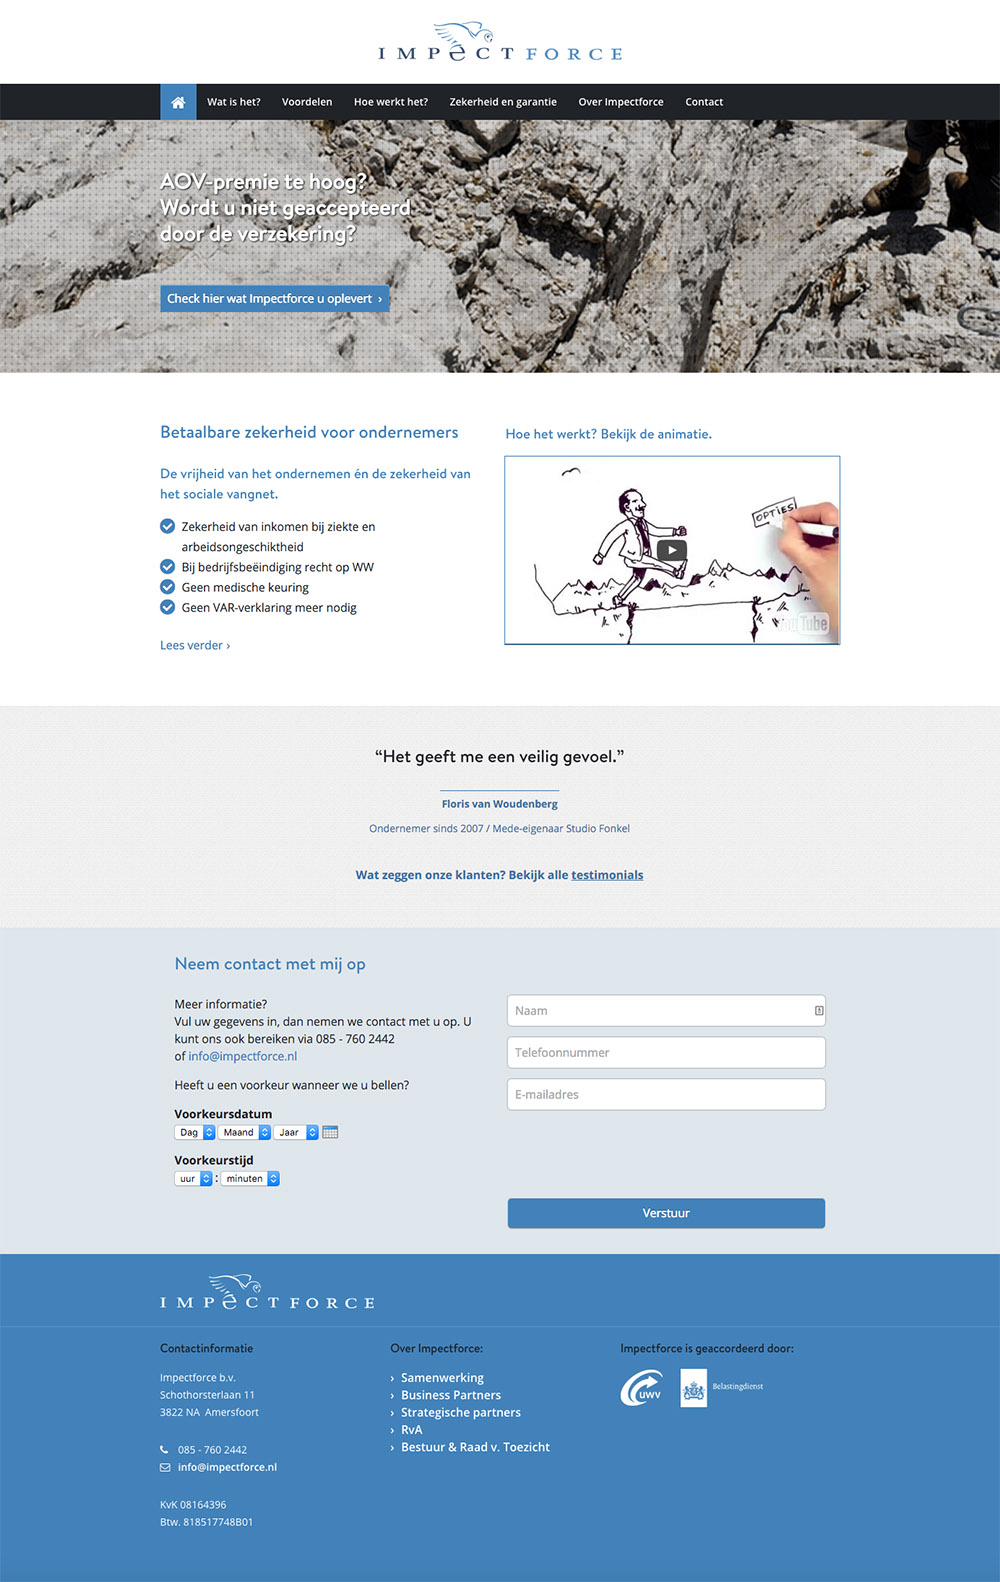 IMPECTFORCE
Wat is het?
Voordelen
Hoe werkt het?
Zekerheid en garantie
Over Impectforce
Contact
AOV-premie te hoog?
Wordt u niet geaccepteerd
door de verzekering?
Check hier wat Impectforce u oplevert ›
Betaalbare zekerheid voor ondernemers
De vrijheid van het ondernemen én de zekerheid van
het sociale vangnet.
Zekerheid van inkomen bij ziekte en
arbeidsongeschiktheid
Bij bedrijfsbeëindiging recht op WW
Geen medische keuring
Geen VAR-verklaring meer nodig
Lees verder ›
Hoe het werkt? Bekijk de animatie.
OPTIES
YouTube
“Het geeft me een veilig gevoel.”
Floris van Woudenberg
Ondernemer sinds 2007 / Mede-eigenaar Studio Fonkel
Wat zeggen onze klanten? Bekijk alle testimonials
Neem contact met mij op
Meer informatie?
Vul uw gegevens in, dan nemen we contact met u op. U
kunt ons ook bereiken via 085 - 760 2442
of info@impectforce.nl
Heeft u een voorkeur wanneer we u bellen?
Voorkeursdatum
Dag Maand Jaar
Voorkeurstijd
uur : minuten
Naam
Telefoonnummer
E-mailadres
Verstuur
IMPECTFORCE
Contactinformatie
Impectforce b.v.
Schothorsterlaan 11
3822 NA Amersfoort
085 - 760 2442
info@impectforce.nl
KvK 08164396
Btw. 818517748B01
Over Impectforce:
› Samenwerking
› Business Partners
› Strategische partners
› RvA
› Bestuur & Raad v. Toezicht
Impectforce is geaccordeerd door:
UWV
Belastingdienst